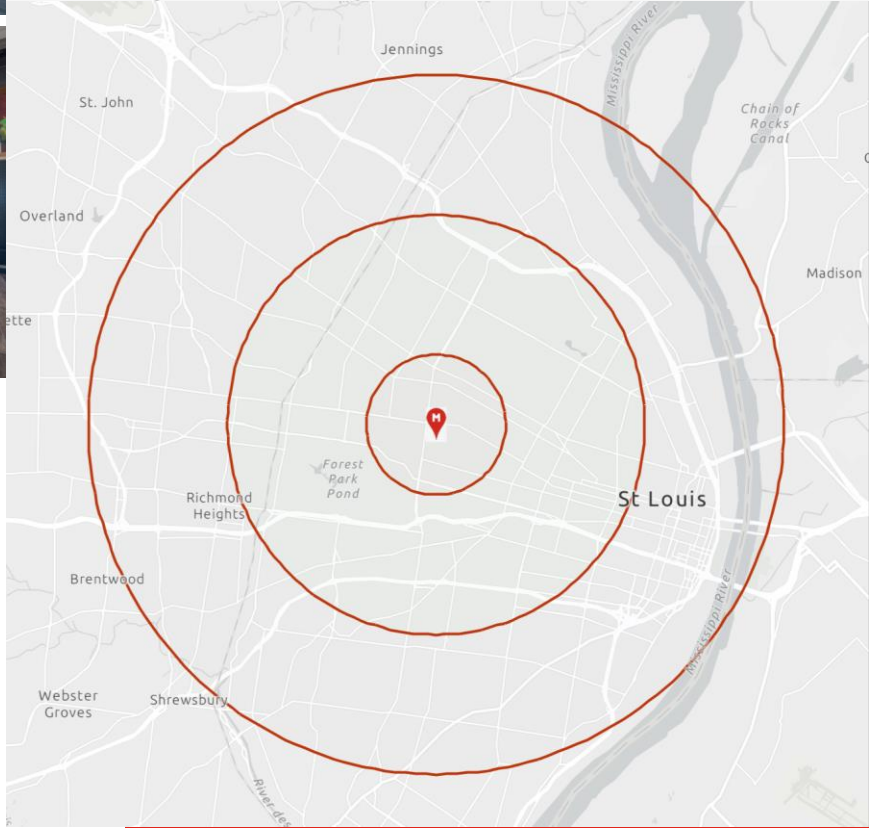 Jennings
Mississippi River
St. John
Chain of
Rocks
Canal
Overland
Madison
ette
M
Forest
Park
Pond
Richmond
Heights
St Louis
Brentwood
Mississippi River
Webster
Groves
Shrewsbury
River des